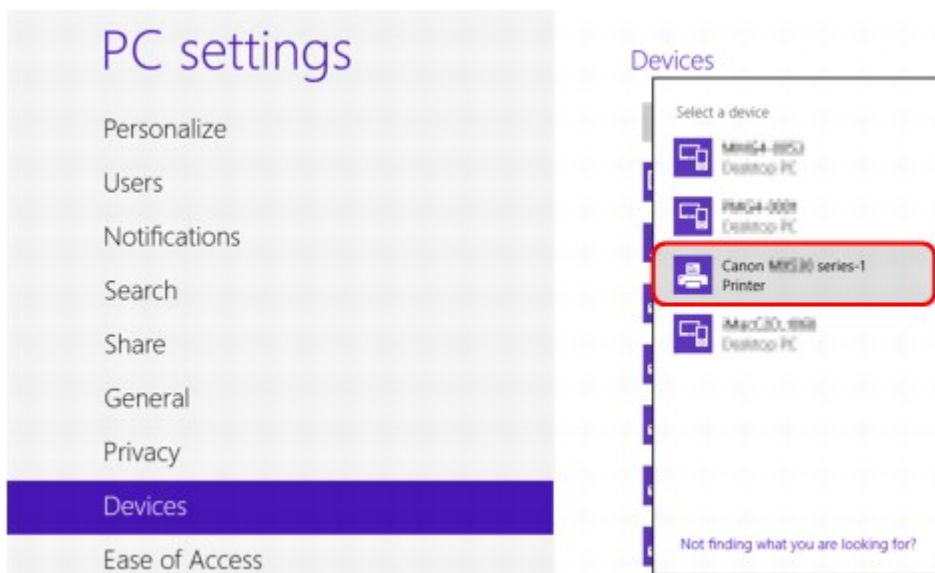 PC settings
Personalize
Users
Notifications
Search
Share
General
Privacy
Devices
Ease of Access
Devices
Select a device
Desktop PC
Desktop PC
Canon series-1
Printer
Desktop PC
Not finding what you are looking for?